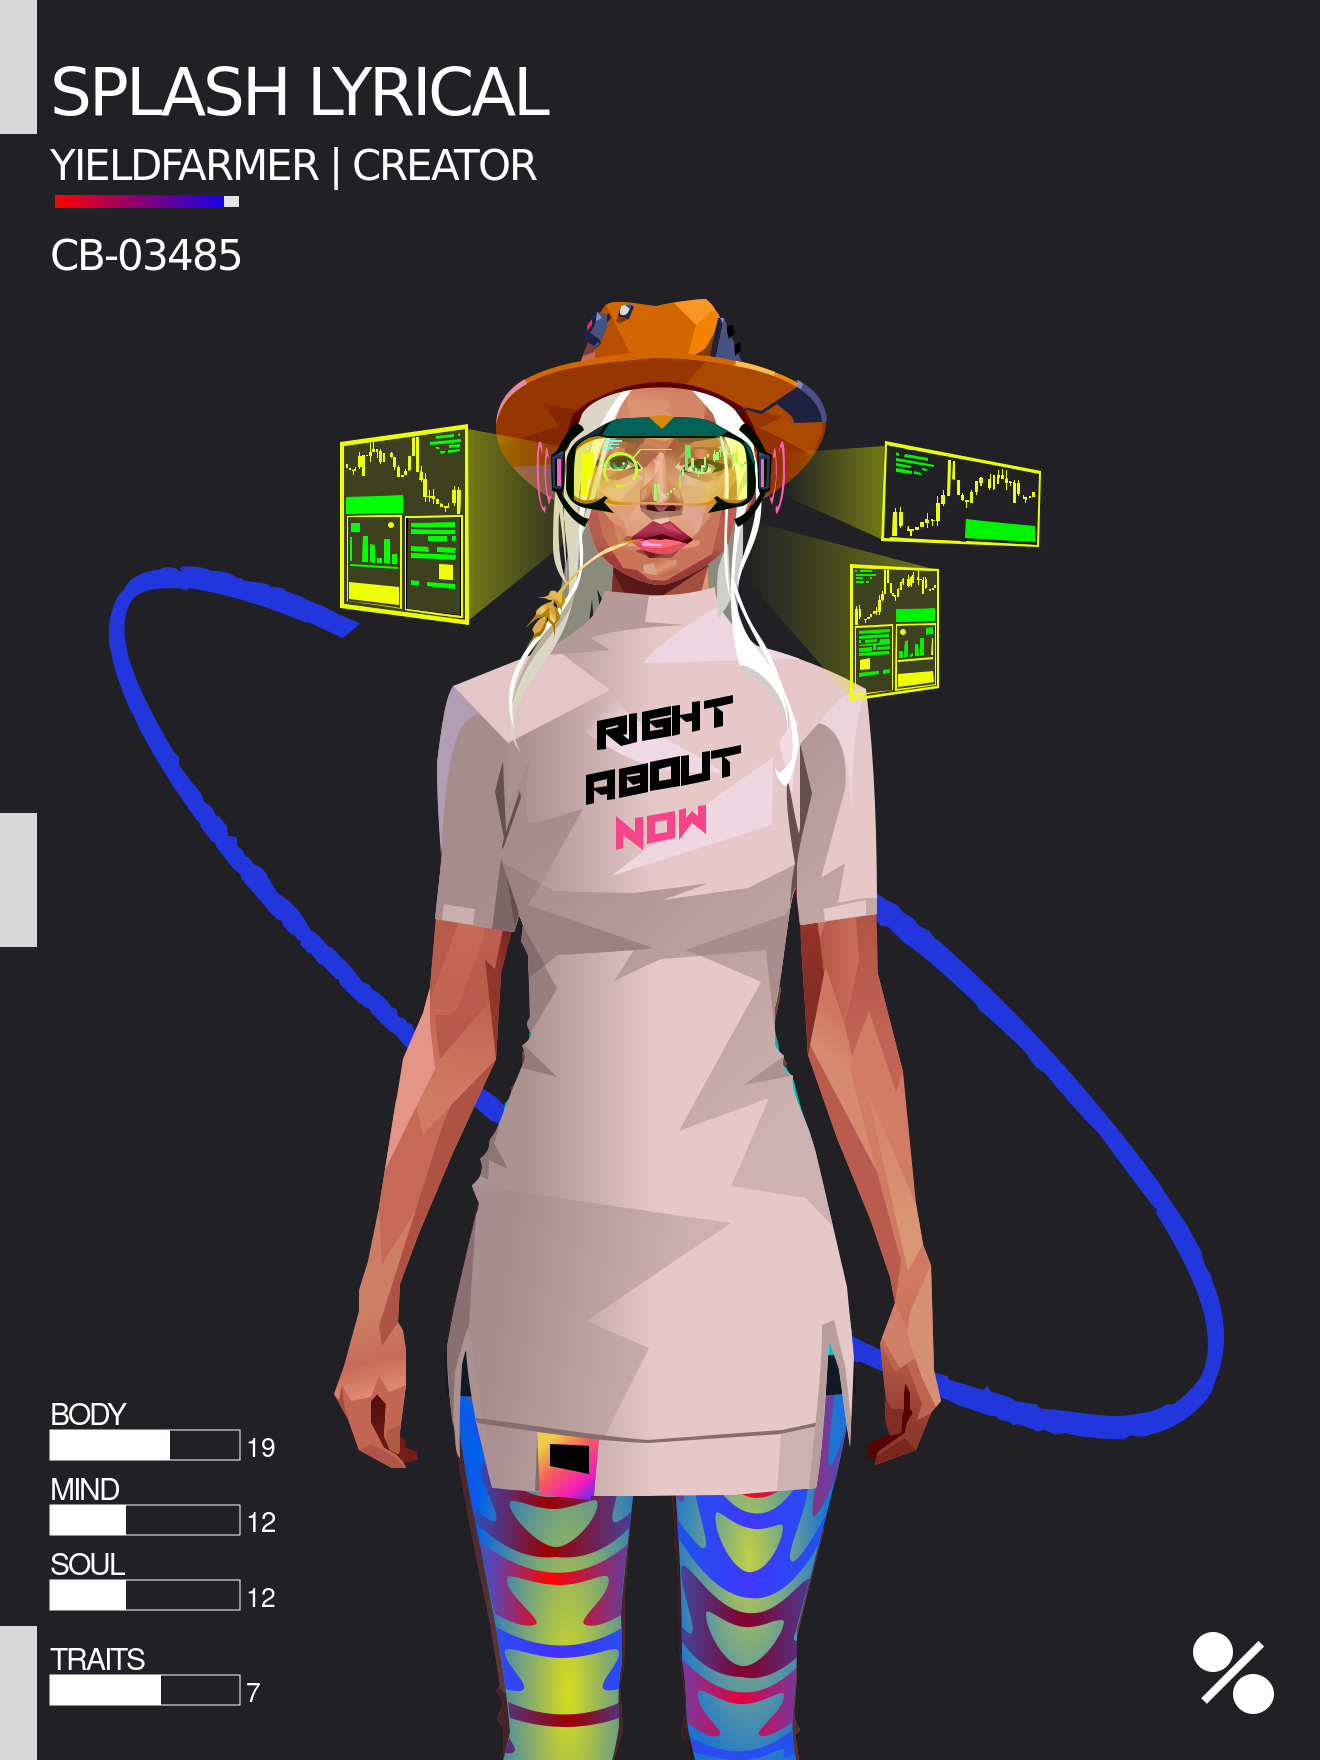 SPLASH LYRICAL
YIELDFARMER | CREATOR
CB-03485
RIGHT
ABOUT
NOW
BODY
19
MIND
12
SOUL
12
TRAITS
7